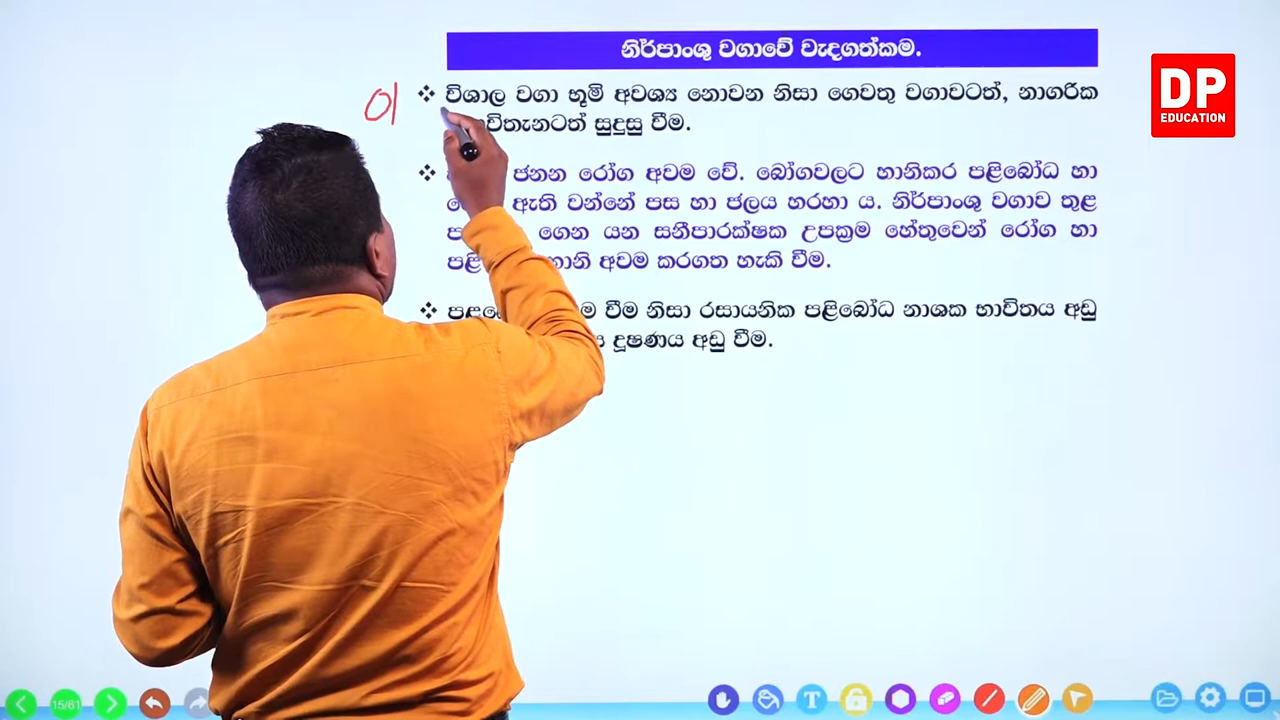 නිර්පාංශු වගාවේ වැදගත්කම.
DP
EDUCATION
01
❖ විශාල වගා භූමි අවශ්‍ය නොවන නිසා ගෙවතු වගාවටත්, නාගරික
සුදුසු වීම.
❖ ජනන රෝග අවම වේ. බෝගවලට හානිකර පළිබෝධ හා
ඇති වන්නේ පස හා ජලය හරහා ය. නිර්පාංශු වගාව තුළ
ගෙන යන සනීපාරක්ෂක උපක්‍රම හේතුවෙන් රෝග හා
අවම කරගත හැකි වීම.
❖ වීම නිසා රසායනික පළිබෝධ නාශක භාවිතය අඩු
දූෂණය අඩු වීම.
15/61
T